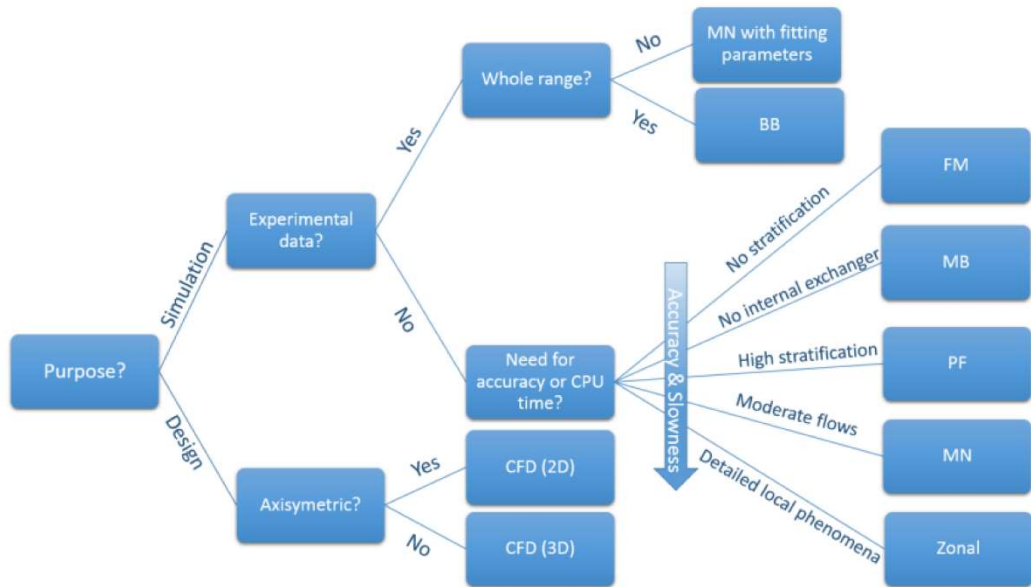 Purpose?
Simulation
Design
Experimental
data?
Yes
No
Whole range?
No
Yes
MN with fitting
parameters
BB
Need for
accuracy or CPU
time?
Accuracy & Slowness
No stratification
No internal exchanger
High stratification
Moderate flows
Detailed local phenomena
FM
MB
PF
MN
Zonal
Axisymetric?
Yes
No
CFD (2D)
CFD (3D)